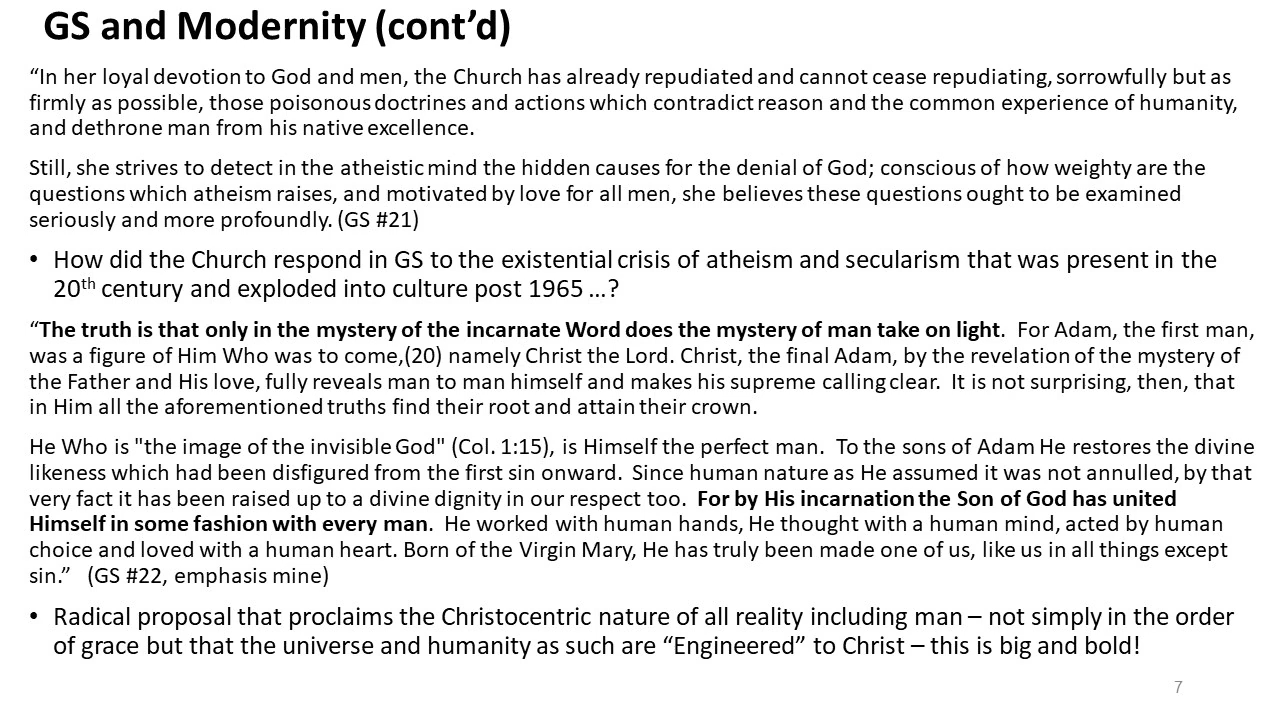 GS and Modernity (cont’d)
“In her loyal devotion to God and men, the Church has already repudiated and cannot cease repudiating, sorrowfully but as
firmly as possible, those poisonous doctrines and actions which contradict reason and the common experience of humanity,
and dethrone man from his native excellence.
Still, she strives to detect in the atheistic mind the hidden causes for the denial of God; conscious of how weighty are the
questions which atheism raises, and motivated by love for all men, she believes these questions ought to be examined
seriously and more profoundly. (GS #21)
• How did the Church respond in GS to the existential crisis of atheism and secularism that was present in the
20th century and exploded into culture post 1965 …?
“The truth is that only in the mystery of the incarnate Word does the mystery of man take on light. For Adam, the first man,
was a figure of Him Who was to come,(20) namely Christ the Lord. Christ, the final Adam, by the revelation of the mystery of
the Father and His love, fully reveals man to man himself and makes his supreme calling clear. It is not surprising, then, that
in Him all the aforementioned truths find their root and attain their crown.
He Who is "the image of the invisible God" (Col. 1:15), is Himself the perfect man. To the sons of Adam He restores the divine
likeness which had been disfigured from the first sin onward. Since human nature as He assumed it was not annulled, by that
very fact it has been raised up to a divine dignity in our respect too. For by His incarnation the Son of God has united
Himself in some fashion with every man. He worked with human hands, He thought with a human mind, acted by human
choice and loved with a human heart. Born of the Virgin Mary, He has truly been made one of us, like us in all things except
sin.” (GS #22, emphasis mine)
• Radical proposal that proclaims the Christocentric nature of all reality including man – not simply in the order
of grace but that the universe and humanity as such are “Engineered” to Christ – this is big and bold!
7